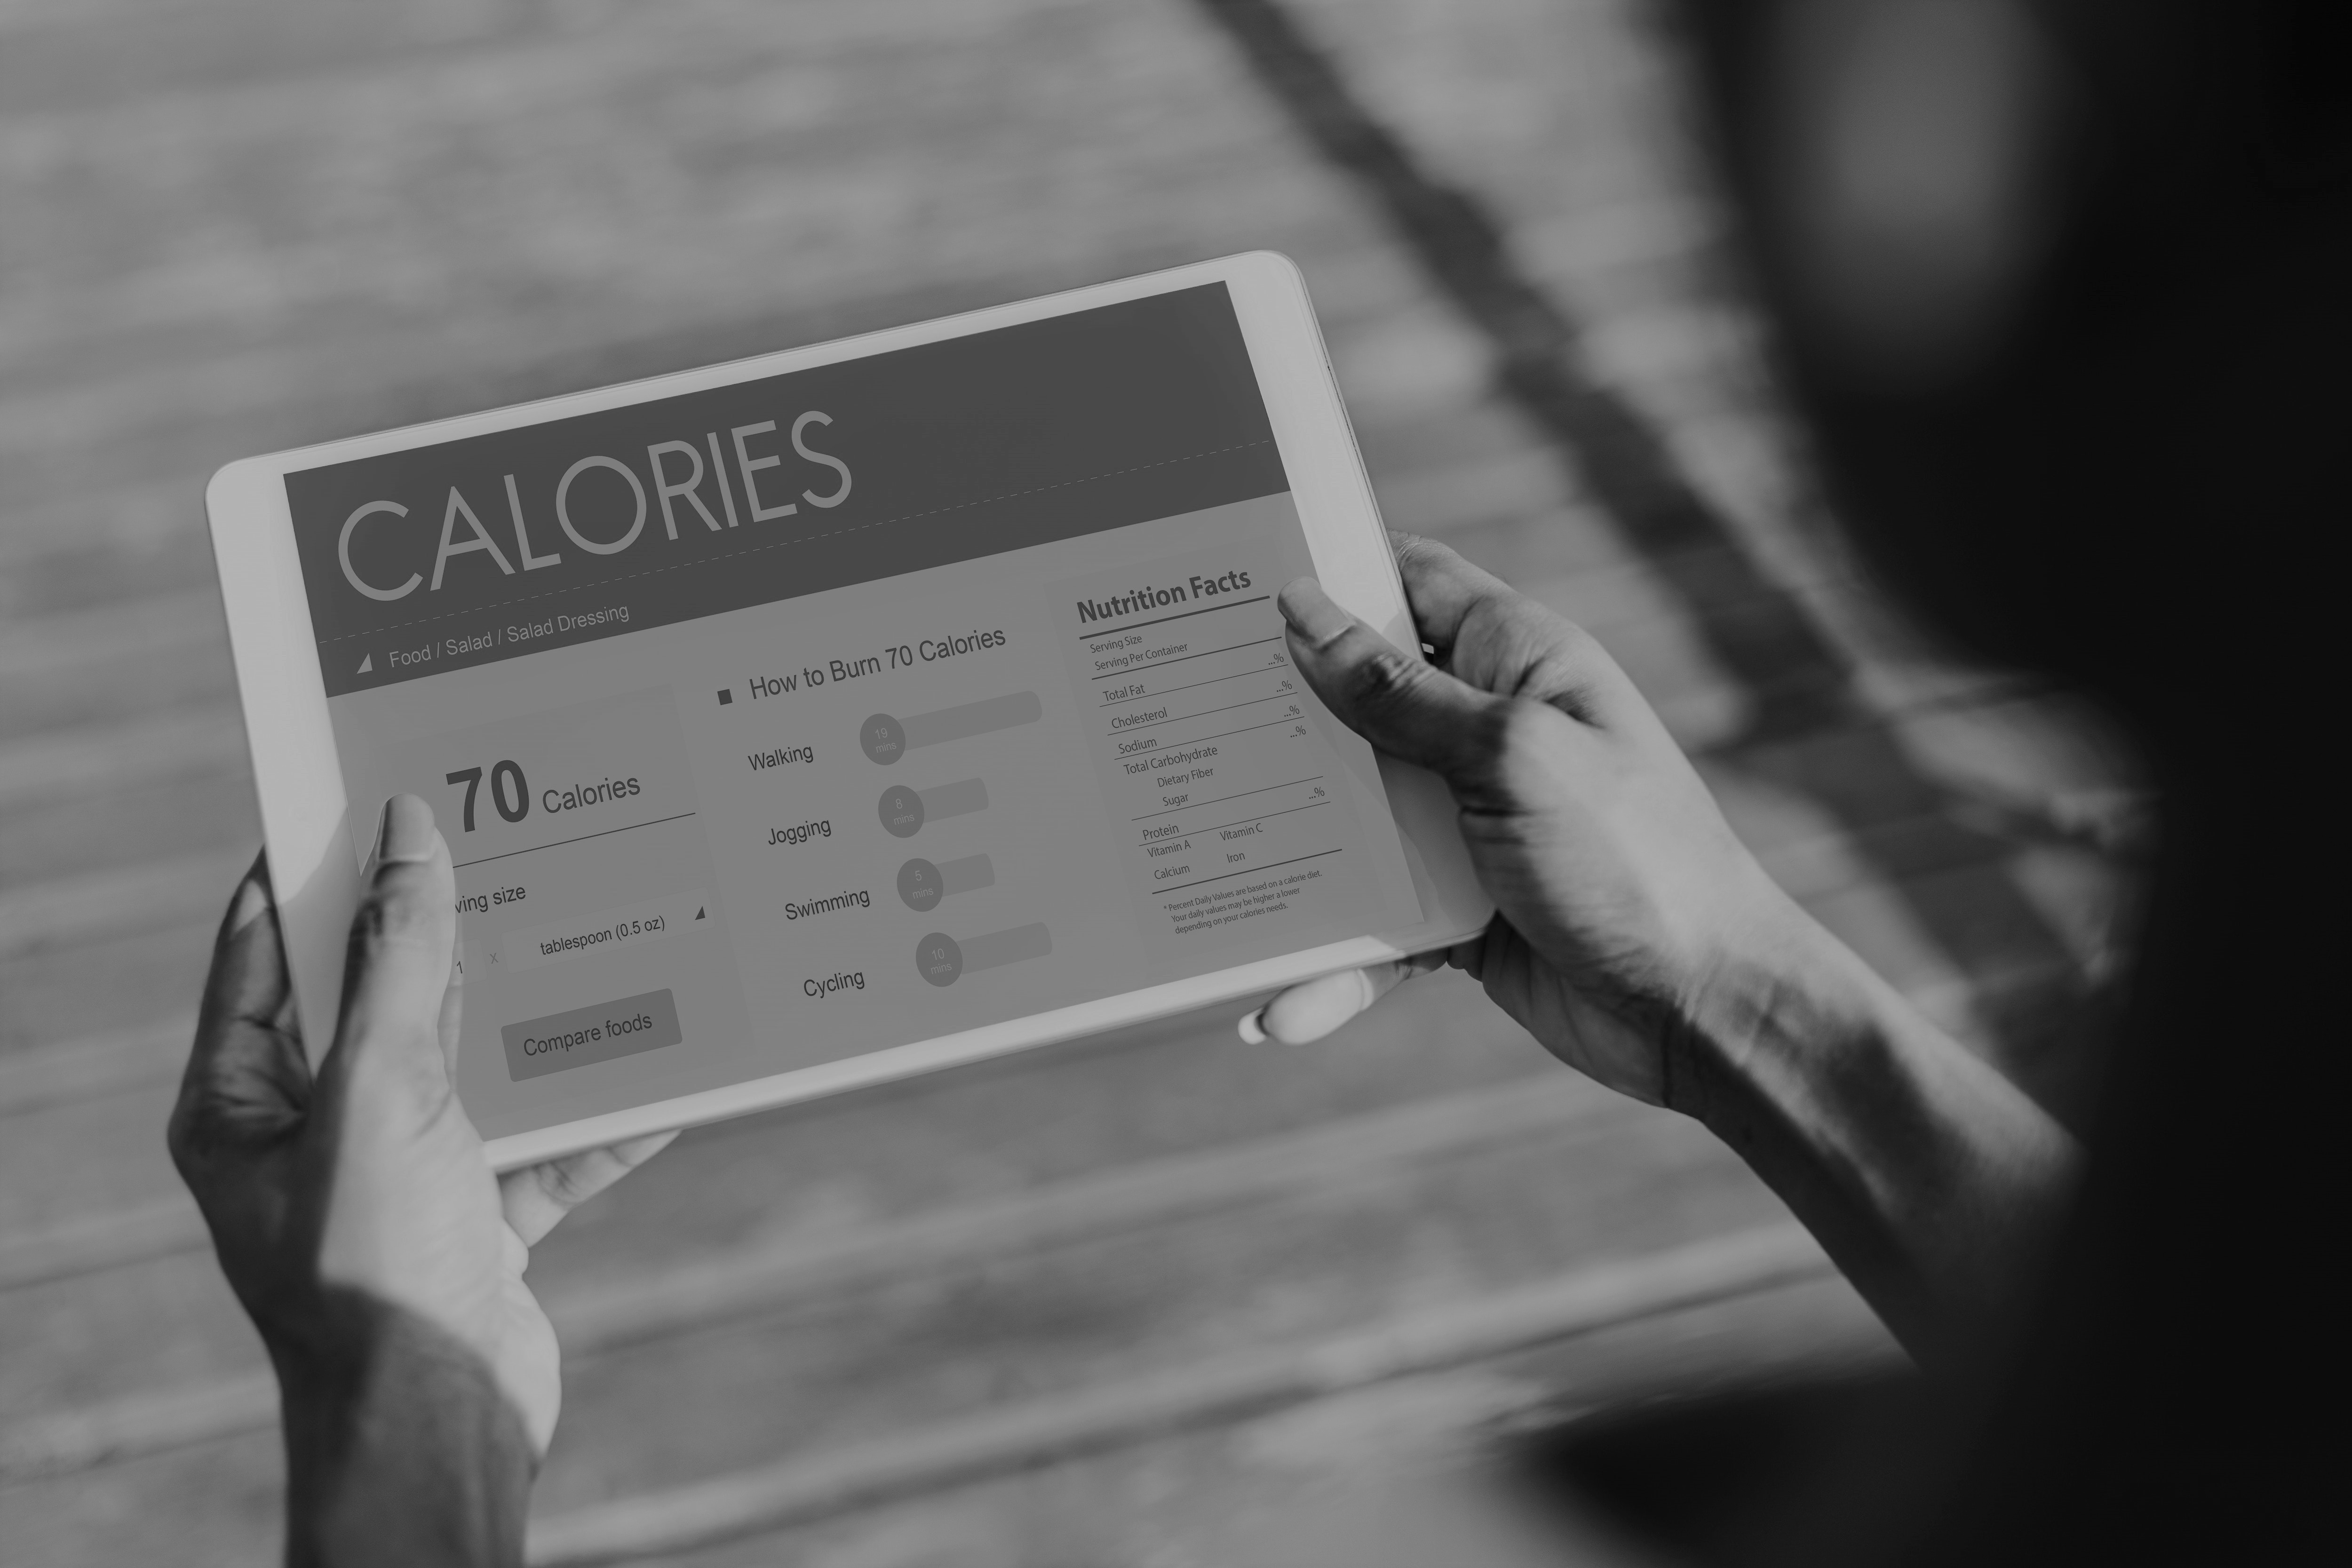 CALORIES
Food / Salad / Salad Dressing
70 Calories
ving size
1 x tablespoon (0.5 oz)
Compare foods
How to Burn 70 Calories
Walking 19 mins
Jogging 8 mins
Swimming 5 mins
Cycling 10 mins
Nutrition Facts
Serving Size
Serving Per Container
...%
Total Fat ...%
Cholesterol ...%
Sodium ...%
Total Carbohydrate
Dietary Fiber
Sugar
Protein ...%
Vitamin A Vitamin C
Calcium Iron
* Percent Daily Values are based on a calorie diet.
Your daily values may be higher a lower
depending on your calories needs.